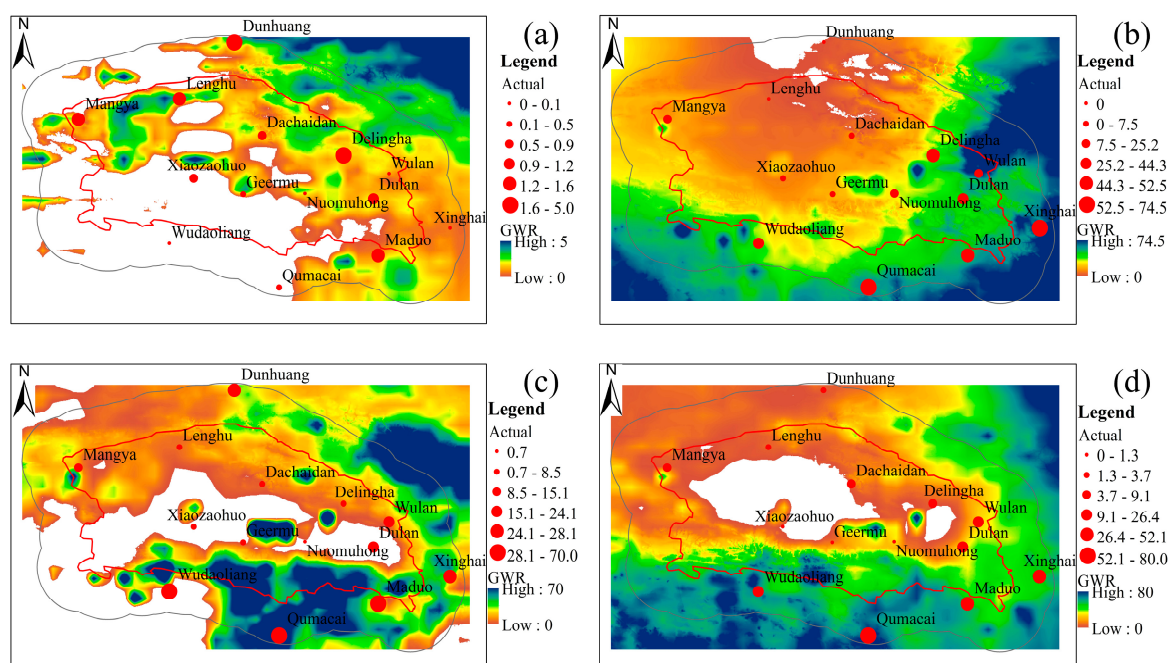 N
Dunhuang
(a)
Legend
Actual
0 - 0.1
0.1 - 0.5
0.5 - 0.9
0.9 - 1.2
1.2 - 1.6
1.6 - 5.0
GWR
High : 5
Low : 0
Lenghu
Mangya
Dachaidan
Delingha
Xiaozaohuo
Wulan
Geermu
Dulan
Nuomuhong
Xinghai
Wudaoliang
Maduo
Qumacai
N
Dunhuang
(b)
Legend
Actual
0
0 - 7.5
7.5 - 25.2
25.2 - 44.3
44.3 - 52.5
52.5 - 74.5
GWR
High : 74.5
Low : 0
Lenghu
Mangya
Dachaidan
Delingha
Xiaozaohuo
Wulan
Geermu
Dulan
Nuomuhong
Xinghai
Wudaoliang
Maduo
Qumacai
N
Dunhuang
(c)
Legend
Actual
0.7
0.7 - 8.5
8.5 - 15.1
15.1 - 24.1
24.1 - 28.1
28.1 - 70.0
GWR
High : 70
Low : 0
Lenghu
Mangya
Dachaidan
Delingha
Wulan
Xiaozaohuo
Geermu
Dulan
Nuomuhong
Xinghai
Wudaoliang
Maduo
Qumacai
N
Dunhuang
(d)
Legend
Actual
0 - 1.3
1.3 - 3.7
3.7 - 9.1
9.1 - 26.4
26.4 - 52.1
52.1 - 80.0
GWR
High : 80
Low : 0
Lenghu
Mangya
Dachaidan
Delingha
Wulan
Xiaozaohuo
Geermu
Dulan
Nuomuhong
Xinghai
Wudaoliang
Maduo
Qumacai